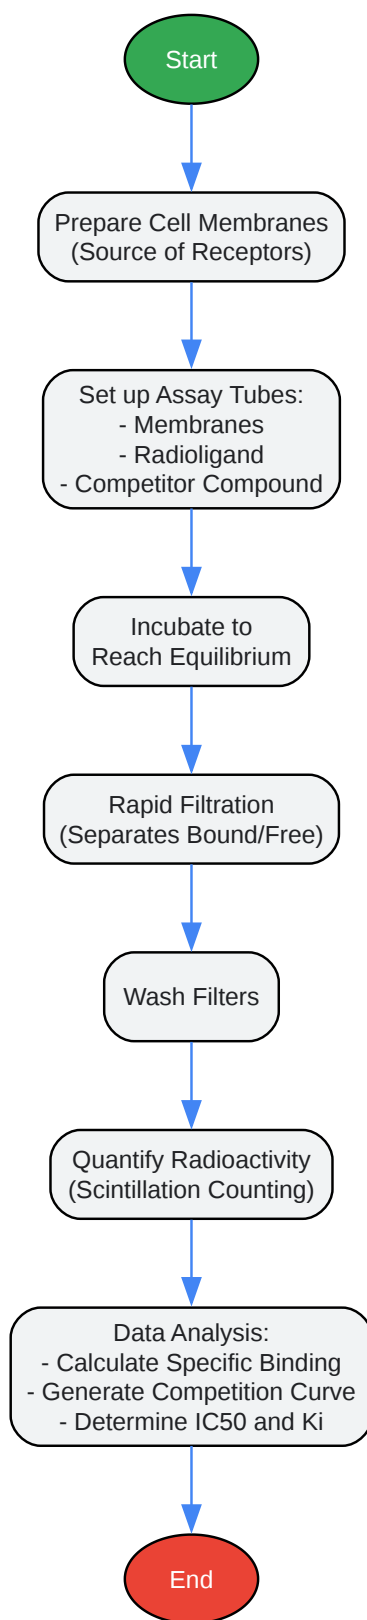 Start
Prepare Cell Membranes
(Source of Receptors)
Set up Assay Tubes:
- Membranes
- Radioligand
- Competitor Compound
Incubate to
Reach Equilibrium
Rapid Filtration
(Separates Bound/Free)
Wash Filters
Quantify Radioactivity
(Scintillation Counting)
Data Analysis:
- Calculate Specific Binding
- Generate Competition Curve
- Determine IC50 and Ki
End